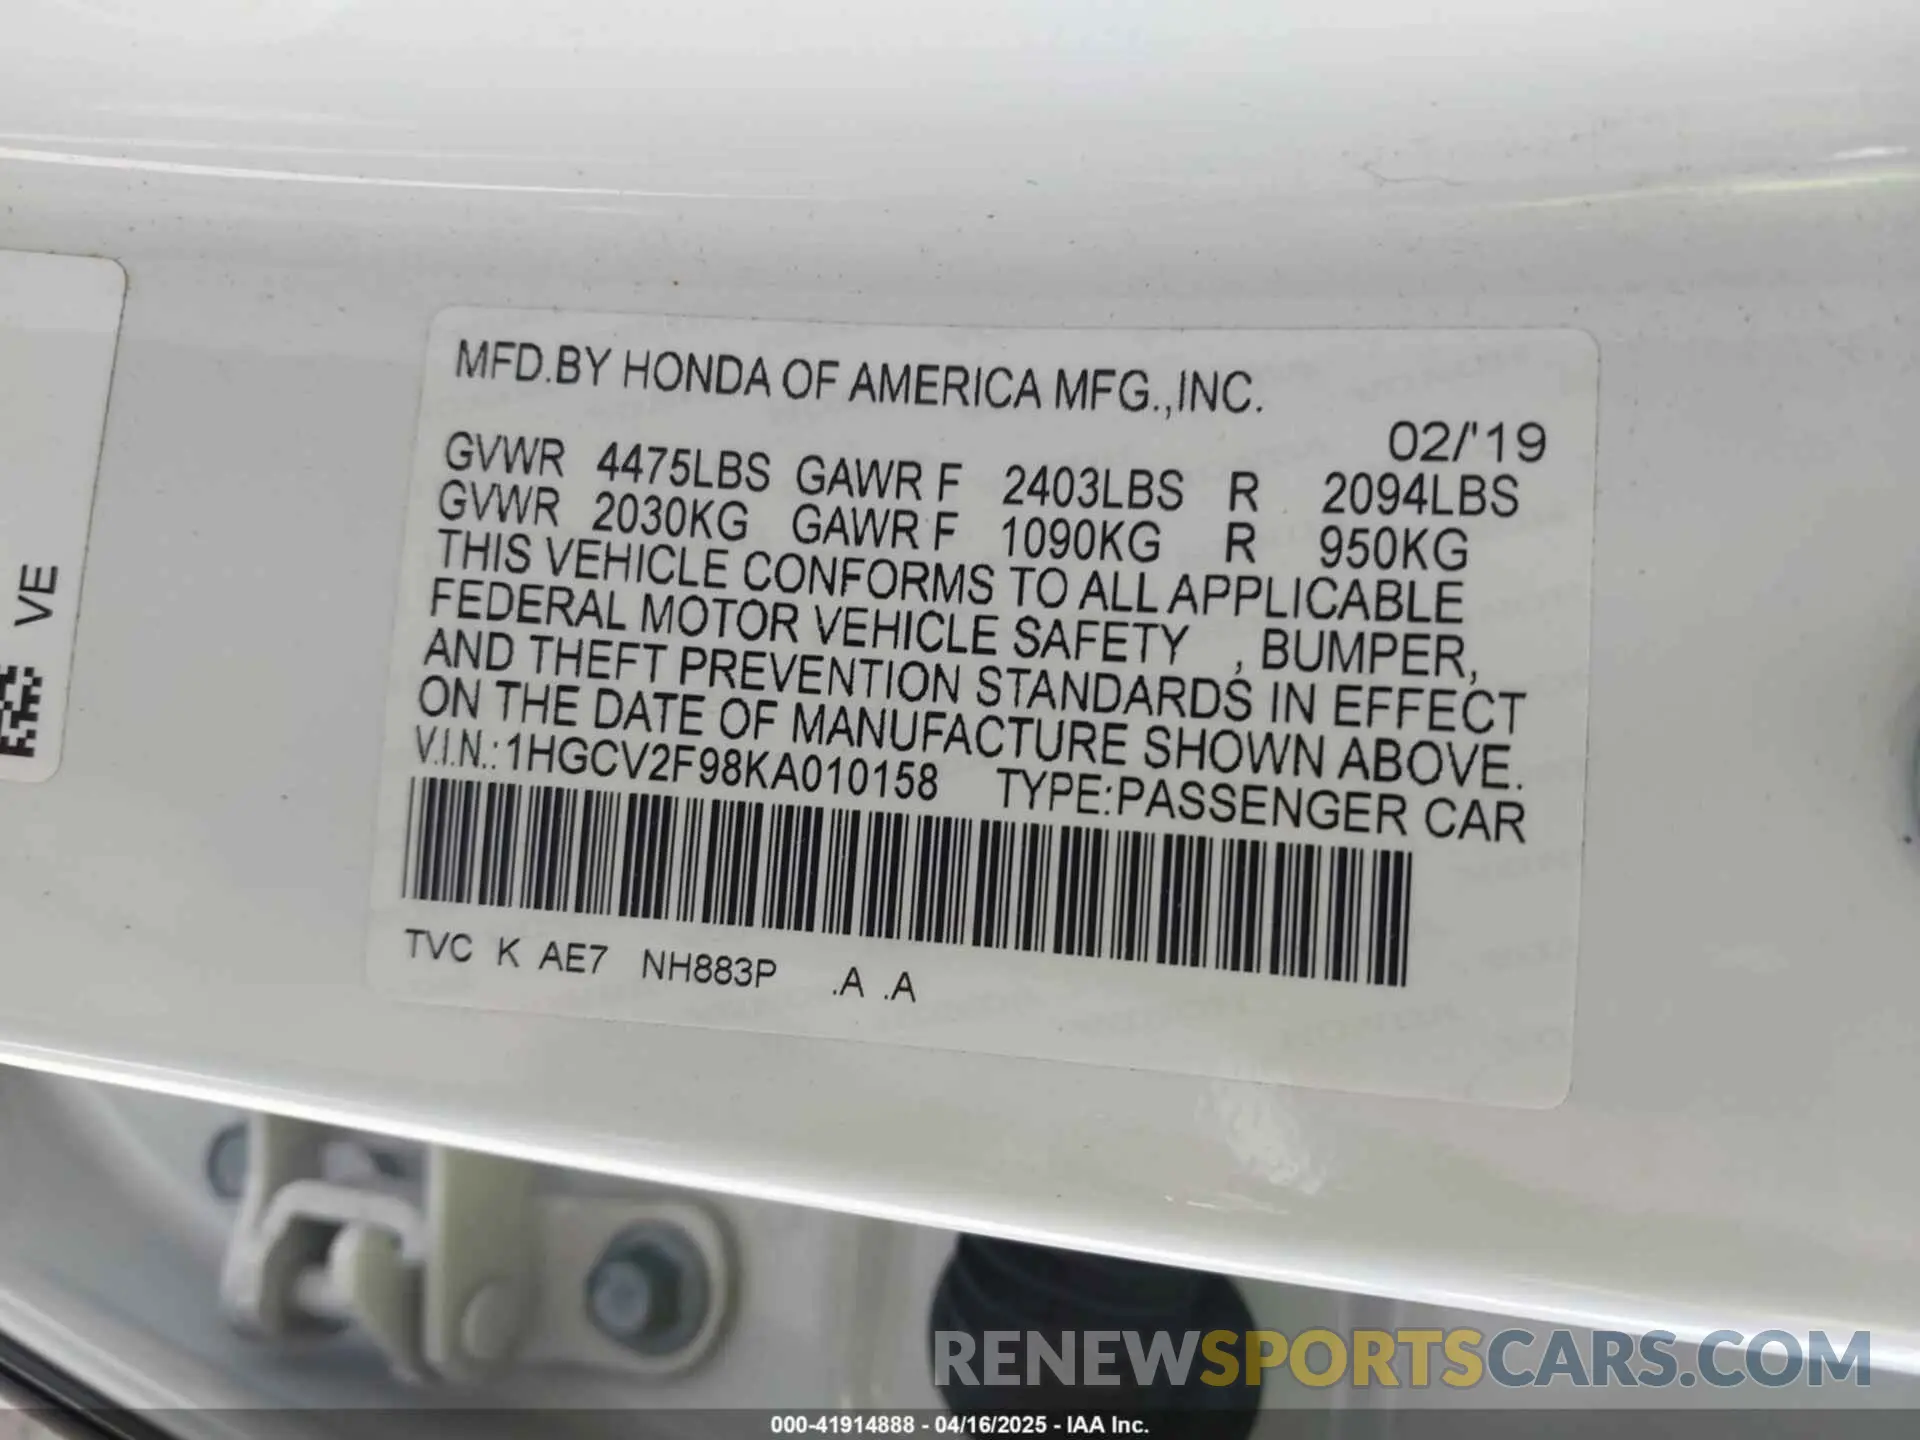 MFD.BY HONDA OF AMERICA MFG.,INC.
02/'19
GVWR 4475LBS GAWR F 2403LBS R 2094LBS
GVWR 2030KG GAWR F 1090KG R 950KG
THIS VEHICLE CONFORMS TO ALL APPLICABLE
FEDERAL MOTOR VEHICLE SAFETY , BUMPER,
AND THEFT PREVENTION STANDARDS IN EFFECT
ON THE DATE OF MANUFACTURE SHOWN ABOVE.
V.I.N.: 1HGCV2F98KA010158 TYPE:PASSENGER CAR
TVC K AE7 NH883P .A .A
VE
RENEWSPORTSCARS.COM
000-41914888 - 04/16/2025 - IAA Inc.